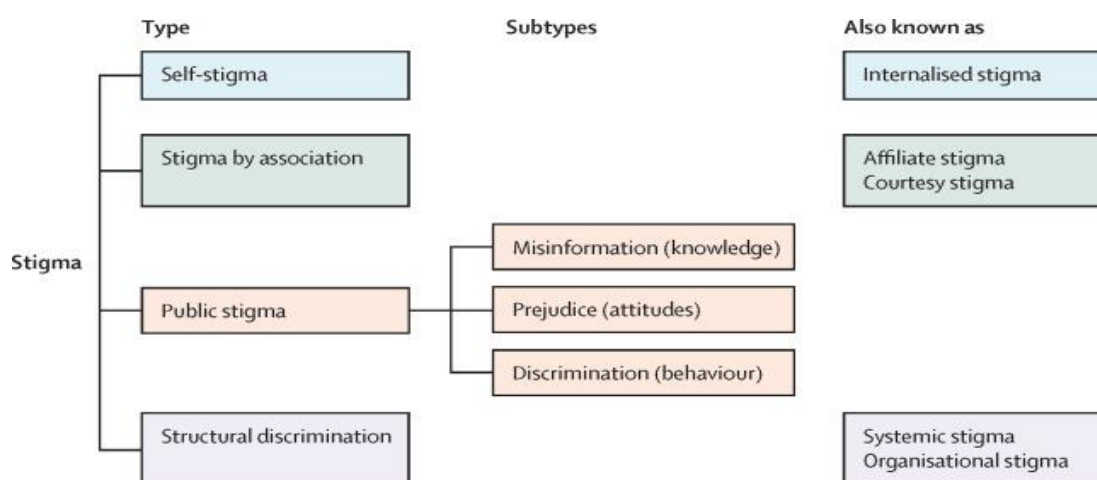 Type
Subtypes
Also known as
Self-stigma
Internalised stigma
Stigma by association
Affiliate stigma
Courtesy stigma
Stigma
Public stigma
Misinformation (knowledge)
Prejudice (attitudes)
Discrimination (behaviour)
Structural discrimination
Systemic stigma
Organisational stigma